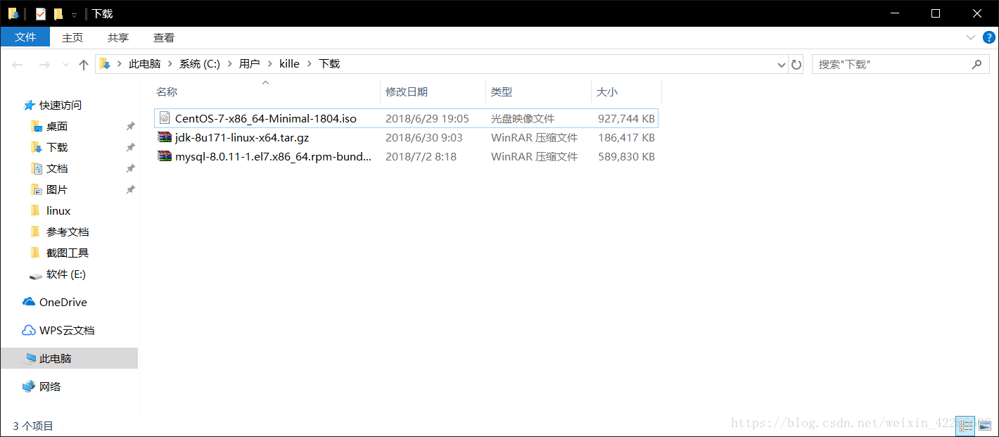 下载
文件 主页 共享 查看
此电脑 系统 (C:) 用户 kille 下载 搜索"下载"
名称 修改日期 类型 大小
CentOS-7-x86_64-Minimal-1804.iso 2018/6/29 19:05 光盘映像文件 927,744 KB
jdk-8u171-linux-x64.tar.gz 2018/6/30 9:03 WinRAR 压缩文件 186,417 KB
mysql-8.0.11-1.el7.x86_64.rpm-bund... 2018/7/2 8:18 WinRAR 压缩文件 589,830 KB
快速访问
桌面
下载
文档
图片
linux
参考文档
截图工具
软件 (E:)
OneDrive
WPS云文档
此电脑
网络
3 个项目